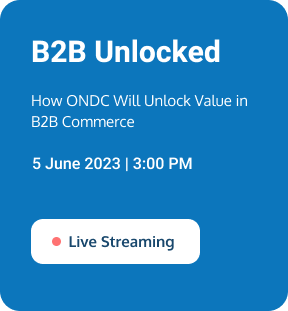 B2B Unlocked
How ONDC Will Unlock Value in
B2B Commerce
5 June 2023 | 3:00 PM
Live Streaming